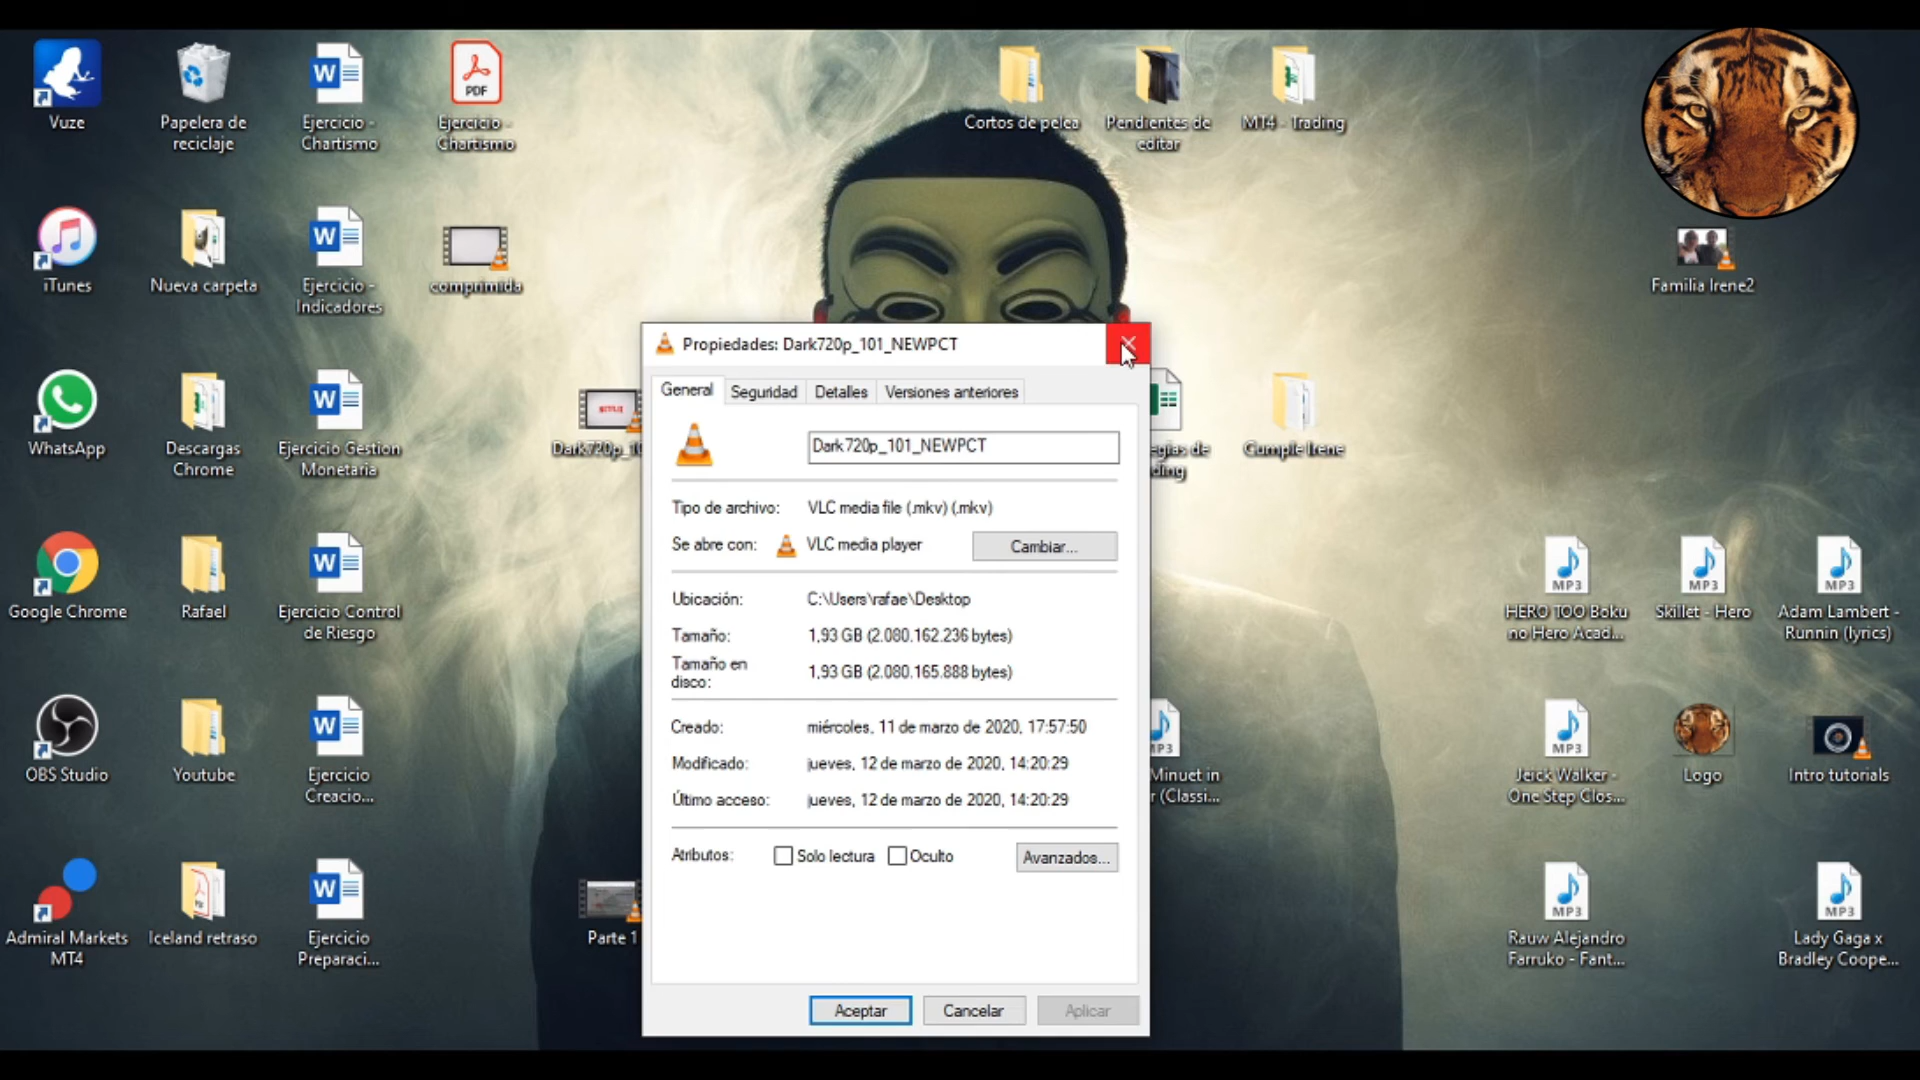 Vuze
Papelera de
reciclaje
Ejercicio -
Chartismo
PDF
Ejercicio -
Chartismo
Cortos de pelea
Pendientes de
editar
MT4 - Trading
iTunes
Nueva carpeta
Ejercicio -
Indicadores
comprimida
Familia Irene2
WhatsApp
Descargas
Chrome
Ejercicio Gestion
Monetaria
Dark720p_10
Cumple Irene
Google Chrome
Rafael
Ejercicio Control
de Riesgo
MP3
HERO TOO Boku
no Hero Acad...
MP3
Skillet - Hero
MP3
Adam Lambert -
Runnin (lyrics)
OBS Studio
Youtube
Ejercicio
Creacio...
Minuet in
r (Classi...
MP3
Jeick Walker -
One Step Clos...
Logo
Intro tutorials
Admiral Markets
MT4
Iceland retraso
Ejercicio
Preparaci...
Parte 1
MP3
Rauw Alejandro
Farruko - Fant...
MP3
Lady Gaga x
Bradley Coope...
Propiedades: Dark720p_101_NEWPCT
General Seguridad Detalles Versiones anteriores
Dark720p_101_NEWPCT
Tipo de archivo: VLC media file (.mkv) (.mkv)
Se abre con: VLC media player Cambiar...
Ubicación: C:\Users\rafae\Desktop
Tamaño: 1,93 GB (2.080.162.236 bytes)
Tamaño en
disco: 1,93 GB (2.080.165.888 bytes)
Creado: miércoles, 11 de marzo de 2020, 17:57:50
Modificado: jueves, 12 de marzo de 2020, 14:20:29
Último acceso: jueves, 12 de marzo de 2020, 14:20:29
Atributos: Solo lectura Oculto Avanzados...
Aceptar Cancelar Aplicar